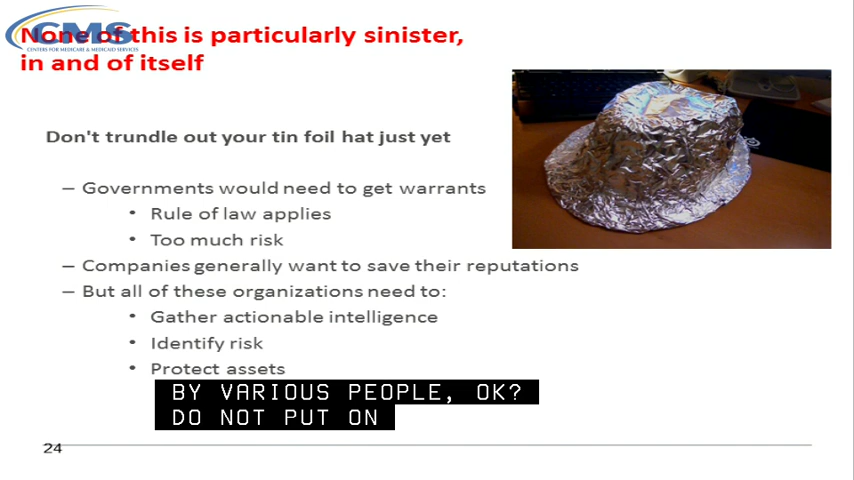 CMS
CENTERS FOR MEDICARE & MEDICAID SERVICES
None of this is particularly sinister,
in and of itself
Don't trundle out your tin foil hat just yet
– Governments would need to get warrants
• Rule of law applies
• Too much risk
– Companies generally want to save their reputations
– But all of these organizations need to:
• Gather actionable intelligence
• Identify risk
• Protect assets
BY VARIOUS PEOPLE, OK?
DO NOT PUT ON
24